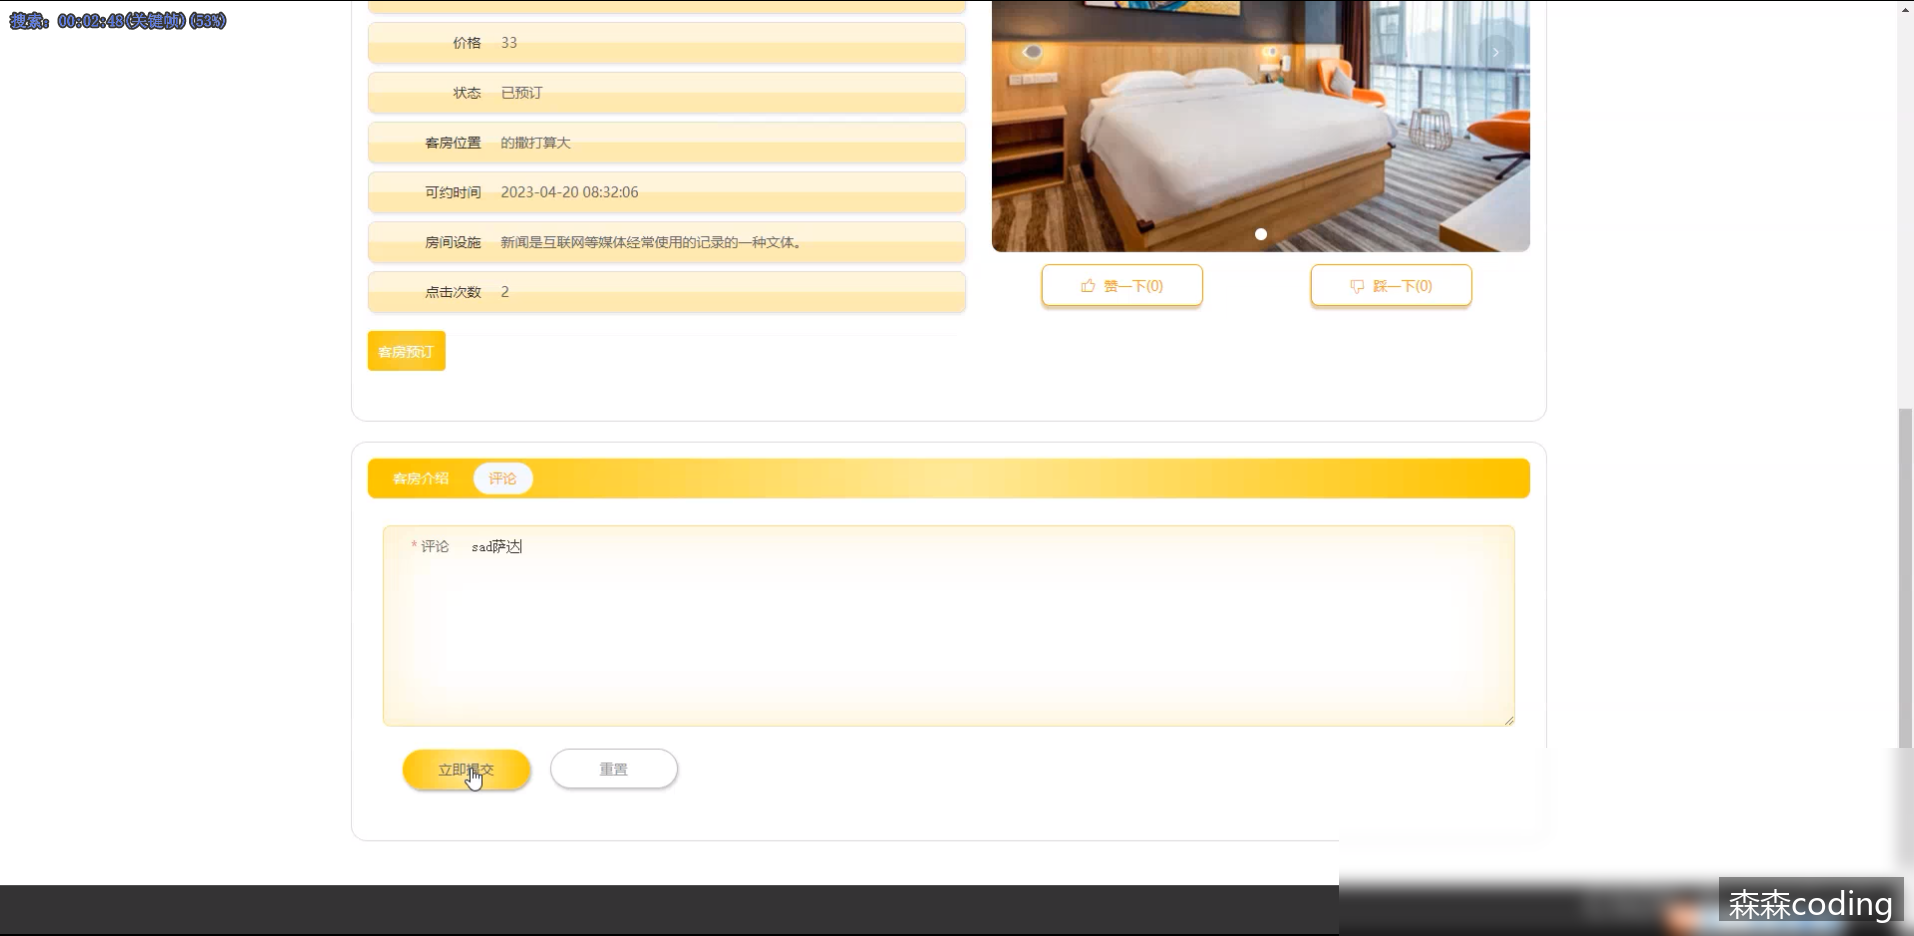 搜索: 00:02:48(关键帧)(53%)
价格 33
状态 已预订
客房位置 的撒打算大
可约时间 2023-04-20 08:32:06
房间设施 新闻是互联网等媒体经常使用的记录的一种文体。
点击次数 2
赞一下(0) 踩一下(0)
客房预订
客房介绍 评论
* 评论 sad萨达
立即提交 重置
森森coding